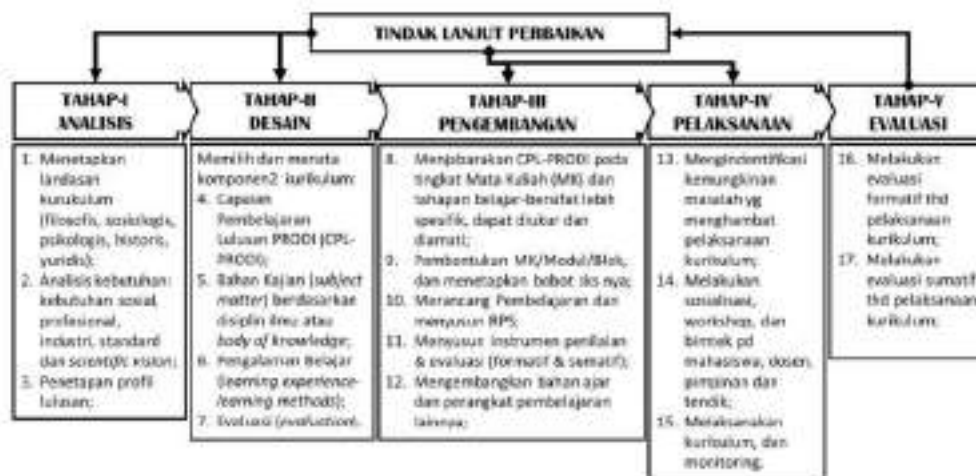 TINDAK LANJUT PERBAIKAN
TAHAP-I
ANALISIS
1. Menetapkan
landasan
kurukulum
(filosofis, sosiologis,
psikologis, historis,
yuridis);
2. Analisis kebutuhan:
kebutuhan sosial,
profesional,
industri, standard
dan scientific vision;
3. Penetapan profil
lulusan;
TAHAP-II
DESAIN
Memilih dan menata
komponen2 kurikulum:
4. Capaian
Pembelajaran
Lulusan PRODI (CPL-
PRODI);
5. Bahan Kajian (subject
matter) berdasarkan
disiplin ilmu atau
body of knowledge;
6. Pengalaman Belajar
(learning experience-
learning methods);
7. Evaluasi (evaluation).
TAHAP-III
PENGEMBANGAN
8. Menjabarkan CPL-PRODI pada
tingkat Mata Kuliah (MK) dan
tahapan belajar-bersifat lebih
spesifik, dapat diukur dan
diamati;
9. Pembentukan MK/Modul/Blok,
dan menetapkan bobot sks nya;
10. Merancang Pembelajaran dan
menyusun RPS;
11. Menyusun instrumen penilaian
& evaluasi (formatif & sumatif);
12. Mengembangkan bahan ajar
dan perangkat pembelajaran
lainnya;
TAHAP-IV
PELAKSANAAN
13. Mengindentifikasi
kemungkinan
masalah yg
menghambat
pelaksanaan
kurikulum;
14. Melakukan
sosialisasi,
workshop, dan
bimtek pd
mahasiswa, dosen,
pimpinan dan
tendik;
15. Melaksanakan
kurikulum, dan
monitoring;
TAHAP-V
EVALUASI
16. Melakukan
evaluasi
formatif thd
pelaksanaan
kurikulum;
17. Melakukan
evaluasi sumatif
thd pelaksanaan
kurikulum;